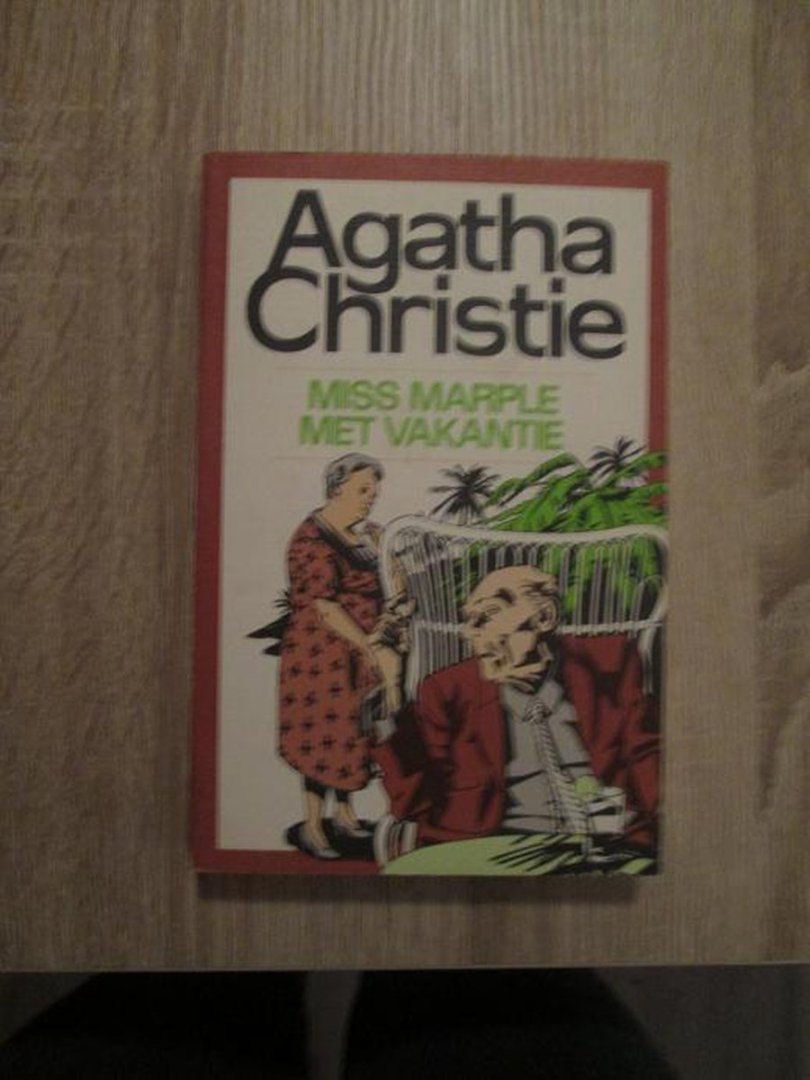 Agatha
Christie
MISS MARPLE
MET VAKANTIE